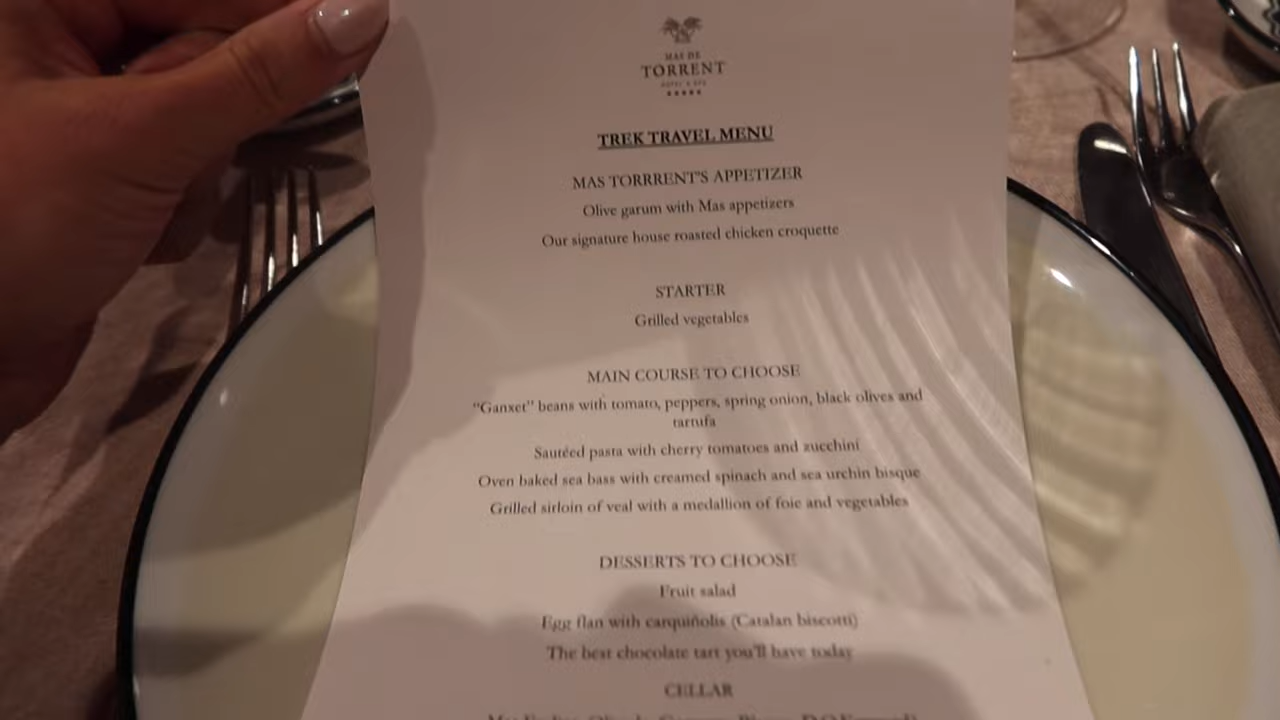 MAS DE
TORRENT
HOTEL & SPA
TREK TRAVEL MENU
MAS TORRRENT'S APPETIZER
Olive garum with Mas appetizers
Our signature house roasted chicken croquette
STARTER
Grilled vegetables
MAIN COURSE TO CHOOSE
"Ganxet" beans with tomato, peppers, spring onion, black olives and
tartufa
Sautéed pasta with cherry tomatoes and zucchini
Oven baked sea bass with creamed spinach and sea urchin bisque
Grilled sirloin of veal with a medallion of foie and vegetables
DESSERTS TO CHOOSE
Fruit salad
Egg flan with carquiñolis (Catalan biscotti)
The best chocolate tart you'll have today
CELLAR